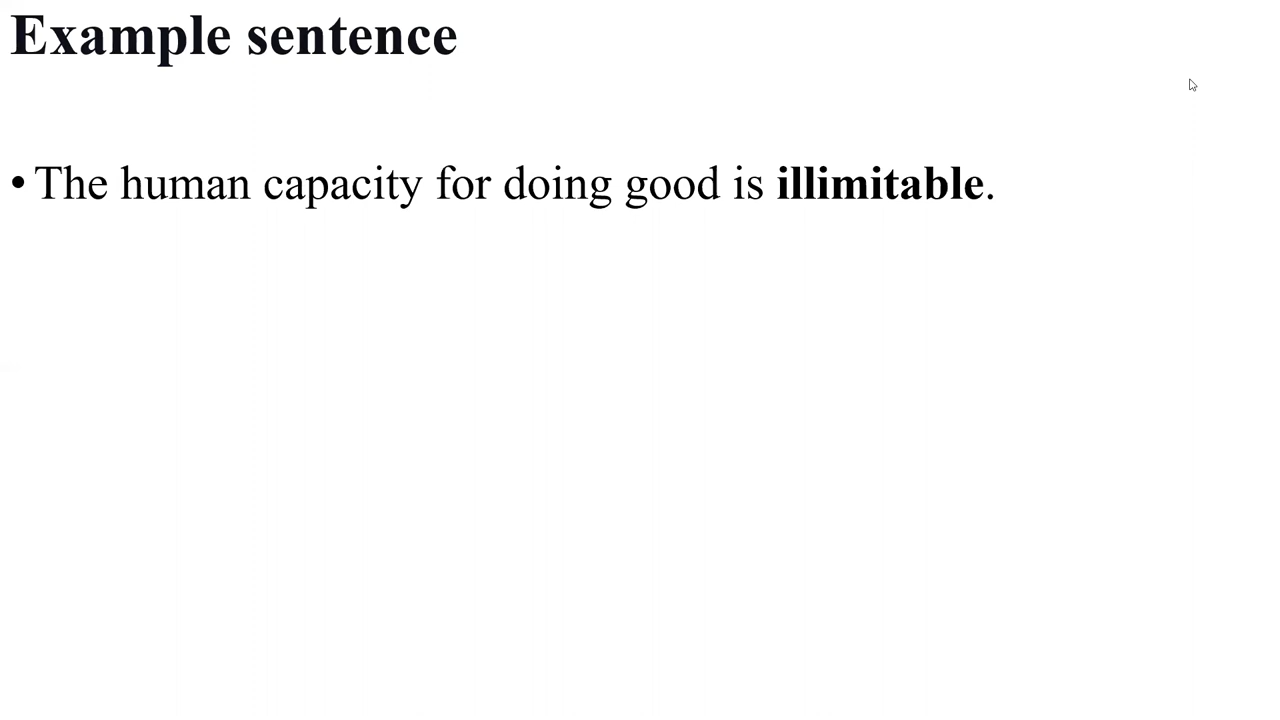 Example sentence
• The human capacity for doing good is illimitable.